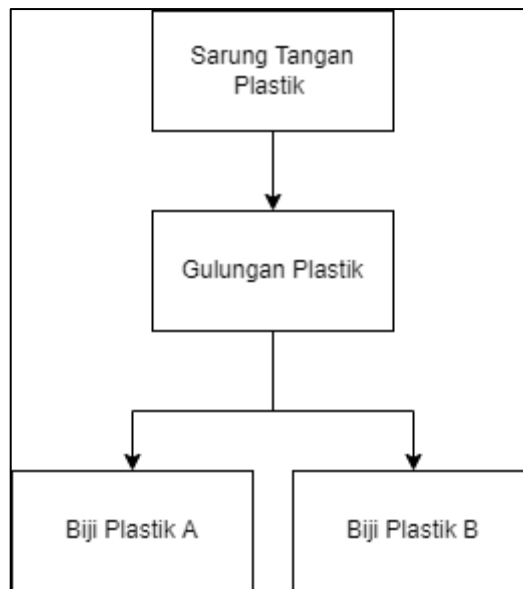 Sarung Tangan
Plastik
Gulungan Plastik
Biji Plastik A
Biji Plastik B